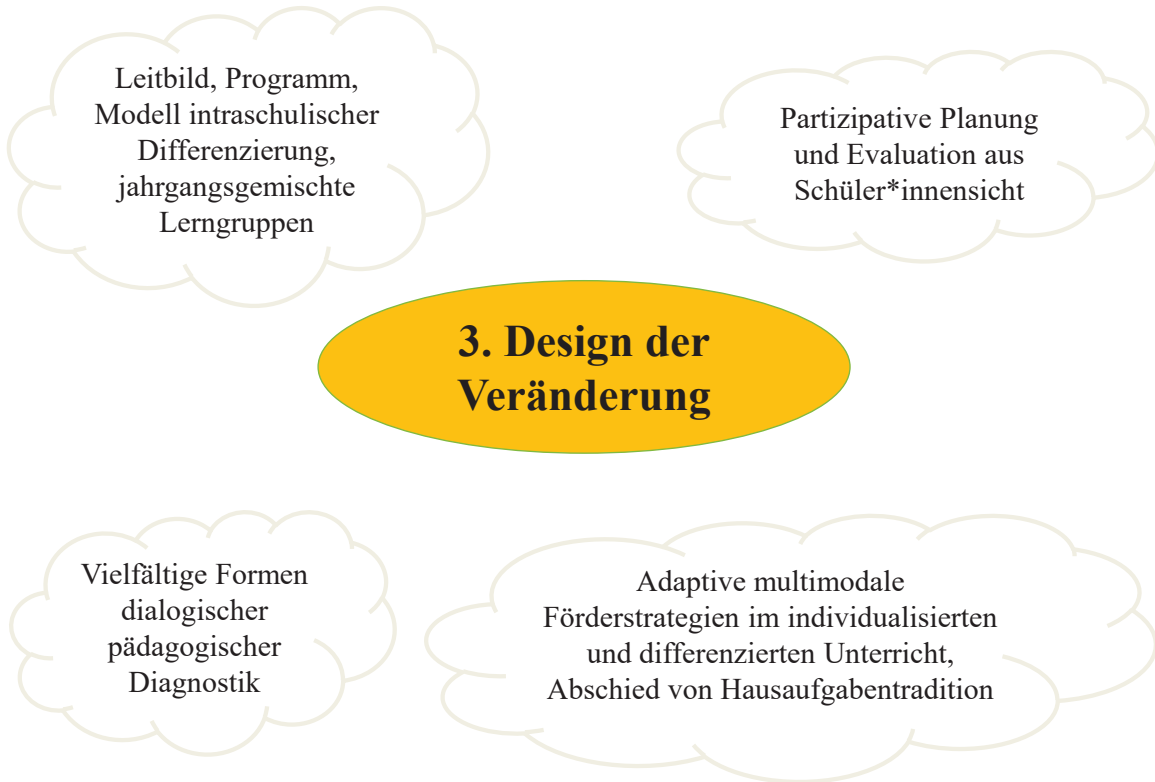 Leitbild, Programm,
Modell intraschulischer
Differenzierung,
jahrgangsgemischte
Lerngruppen
Partizipative Planung
und Evaluation aus
Schüler*innensicht
3. Design der
Veränderung
Vielfältige Formen
dialogischer
pädagogischer
Diagnostik
Adaptive multimodale
Förderstrategien im individualisierten
und differenzierten Unterricht,
Abschied von Hausaufgabentradition